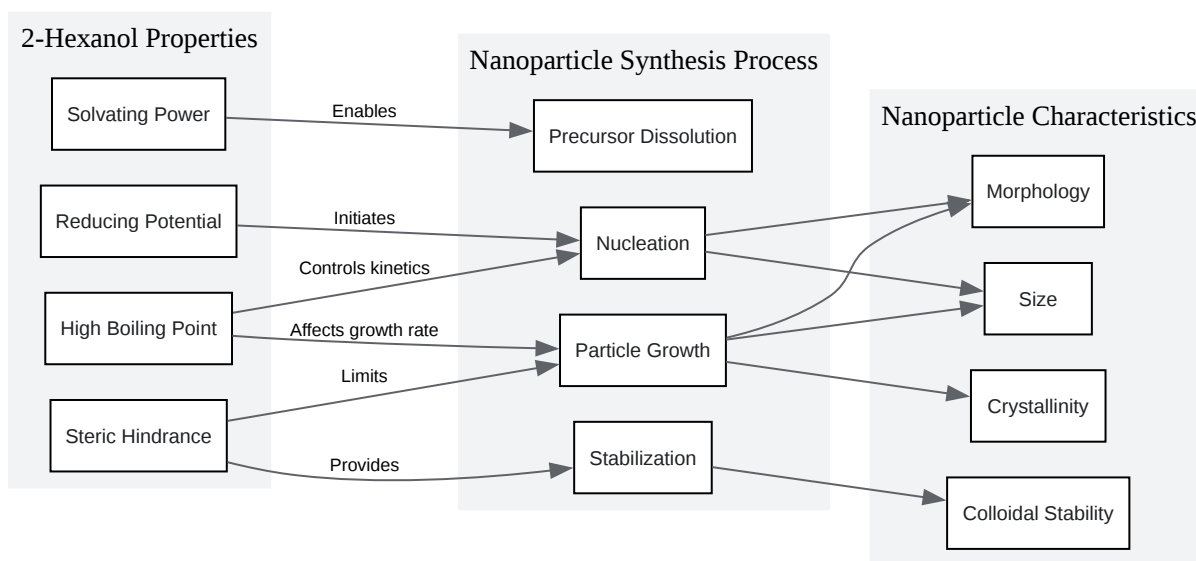 2-Hexanol Properties
Solvating Power
Reducing Potential
High Boiling Point
Steric Hindrance
Enables
Initiates
Controls kinetics
Affects growth rate
Limits
Provides
Nanoparticle Synthesis Process
Precursor Dissolution
Nucleation
Particle Growth
Stabilization
Nanoparticle Characteristics
Morphology
Size
Crystallinity
Colloidal Stability